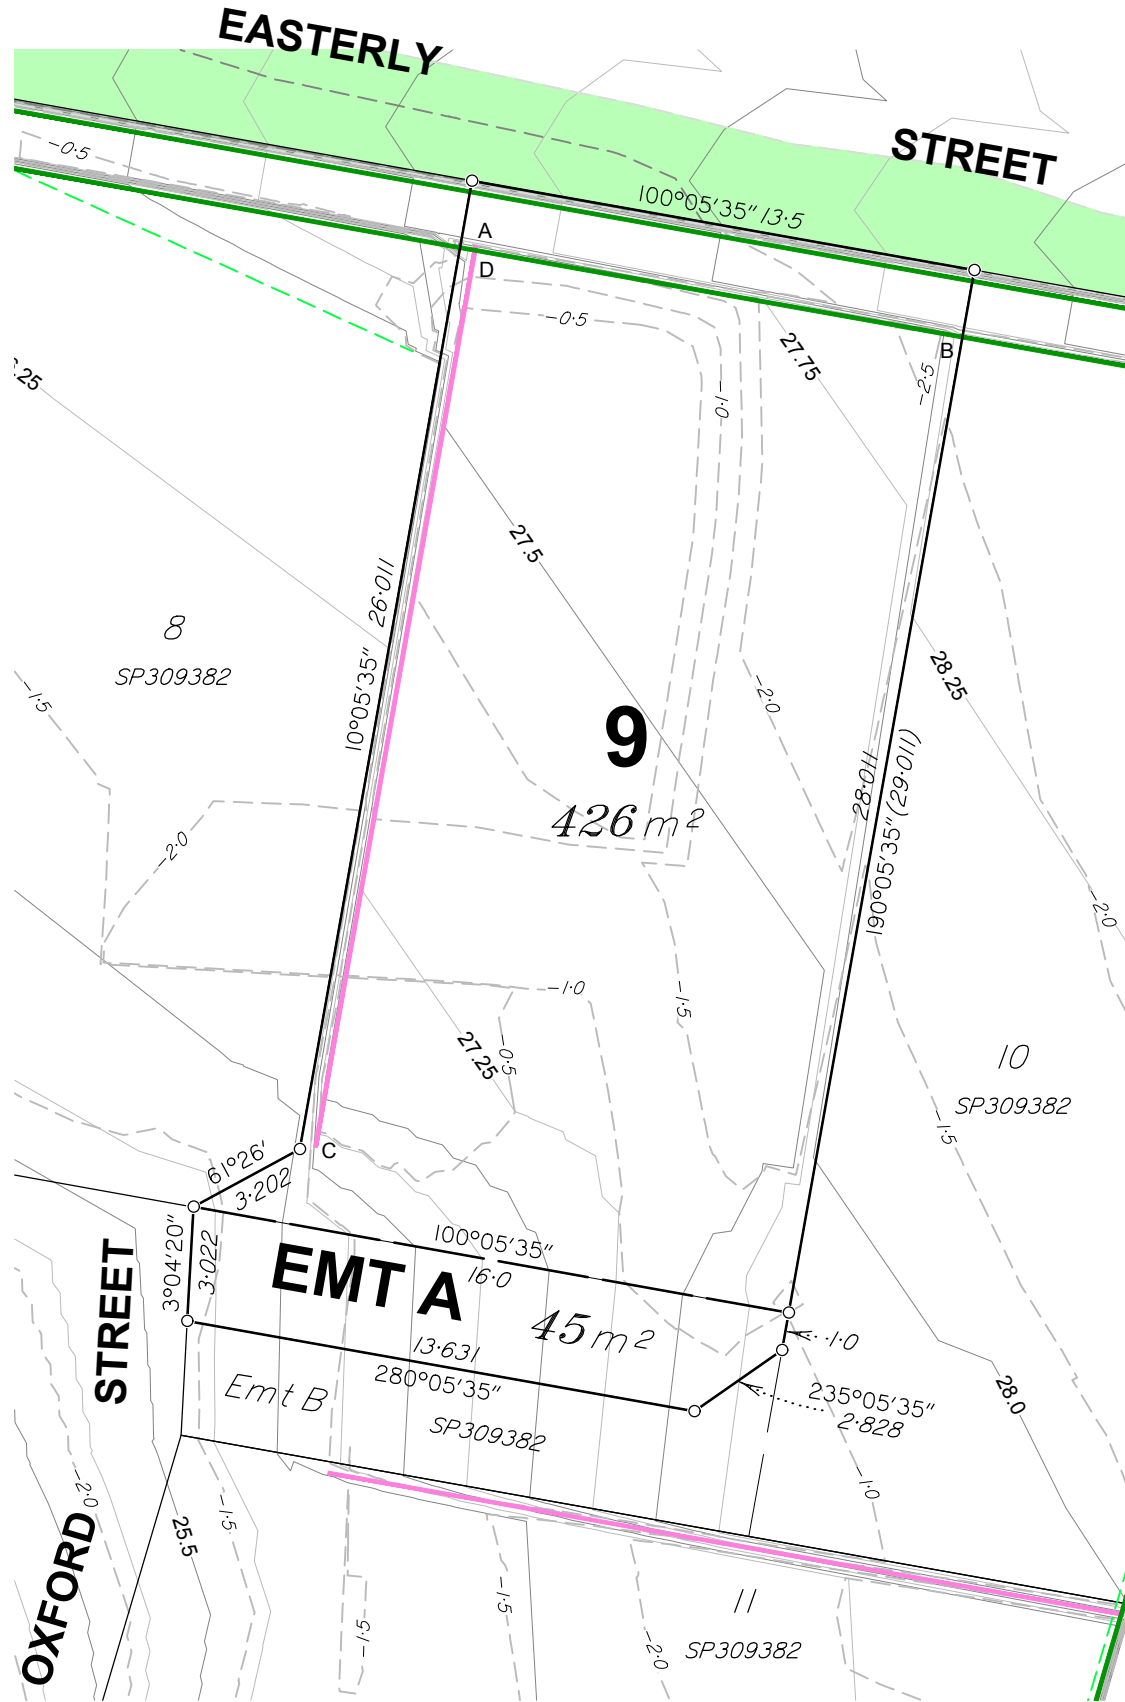 EASTERLY
STREET
-0·5
100°05′35″ 13·5
A
D
-0·5
B
27.75
-2·5
-0·1
.25
27.5
26·011
10°05′35″
8
SP309382
-1·5
28.25
-2·0
9
426 m²
28·011
190°05′35″ (29·011)
-2·0
-2·0
-1·0
-1·5
27.25
-0·5
10
SP309382
-1·5
C
61°26′
3·202
3°04′20″
3·022
100°05′35″
16·0
EMT A
45 m²
1·0
13·631
280°05′35″
235°05′35″
2·828
28.0
Emt B
SP309382
STREET
OXFORD
-2·0
-1·5
25.5
-1·0
-1·5
-1·5
-2·0
11
SP309382